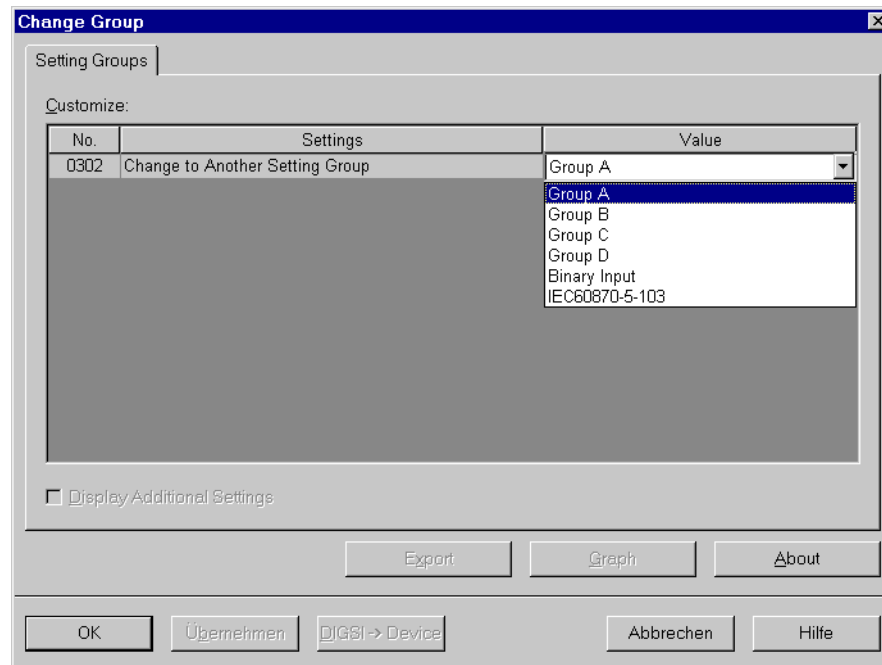 Change Group
Setting Groups
Customize:
No. Settings Value
0302 Change to Another Setting Group Group A
Group A
Group B
Group C
Group D
Binary Input
IEC60870-5-103
Display Additional Settings
Export Graph About
OK Übernehmen DIGSI -> Device Abbrechen Hilfe